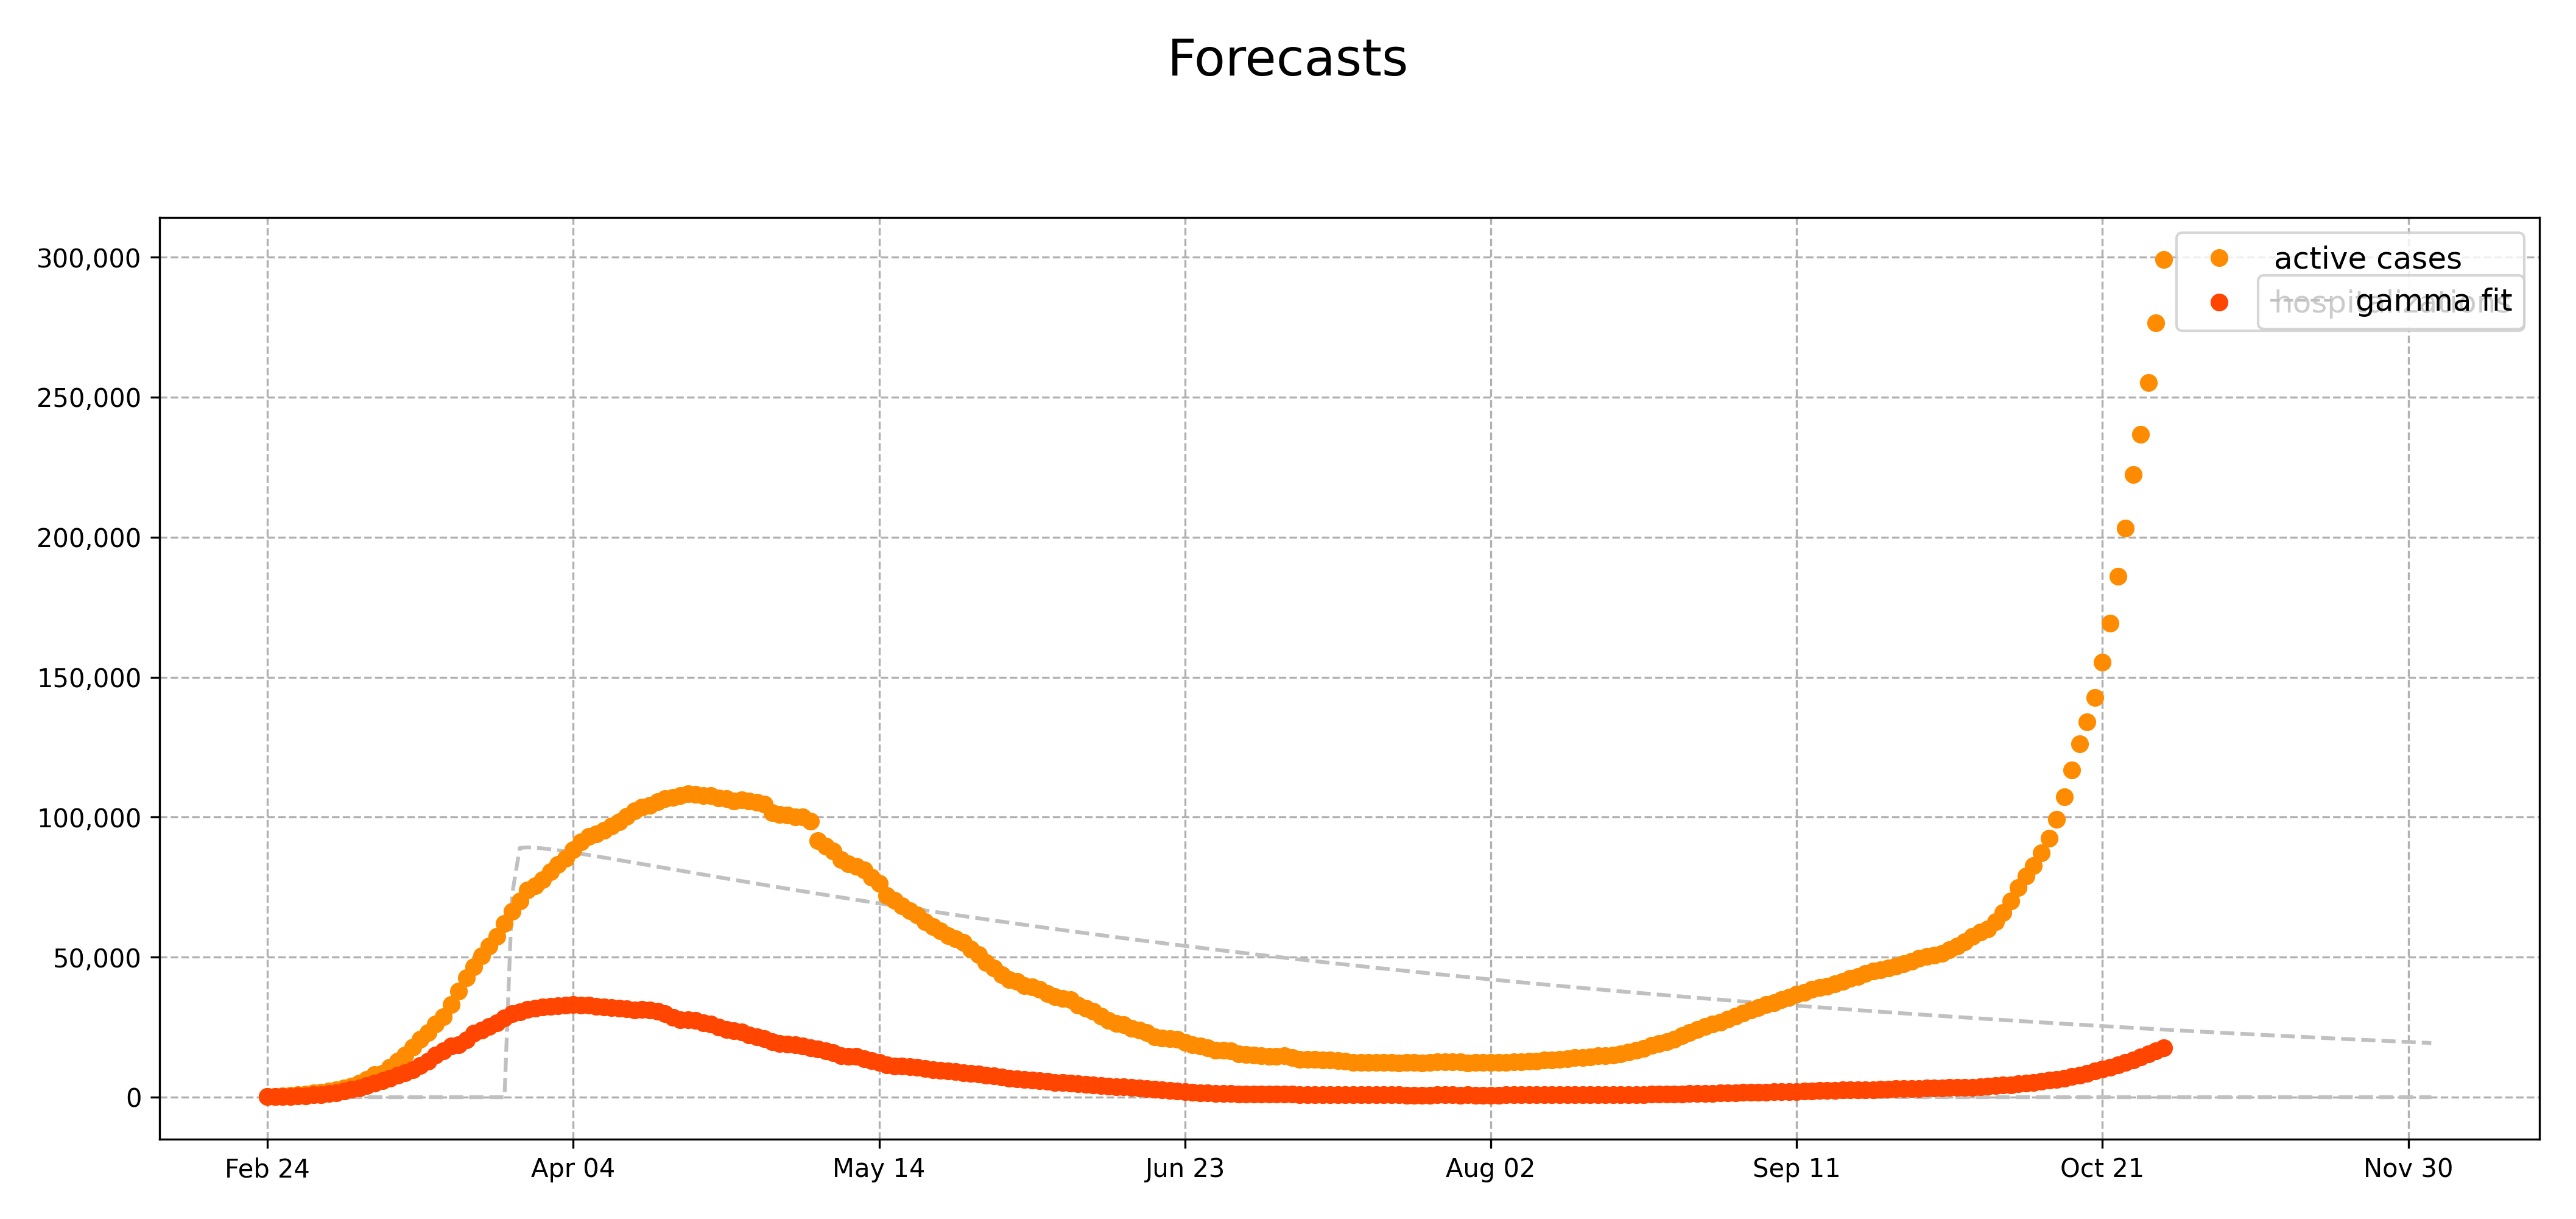 Forecasts
300,000
250,000
200,000
150,000
100,000
50,000
0
active cases
hospitalizations
gamma fit
Feb 24 Apr 04 May 14 Jun 23 Aug 02 Sep 11 Oct 21 Nov 30